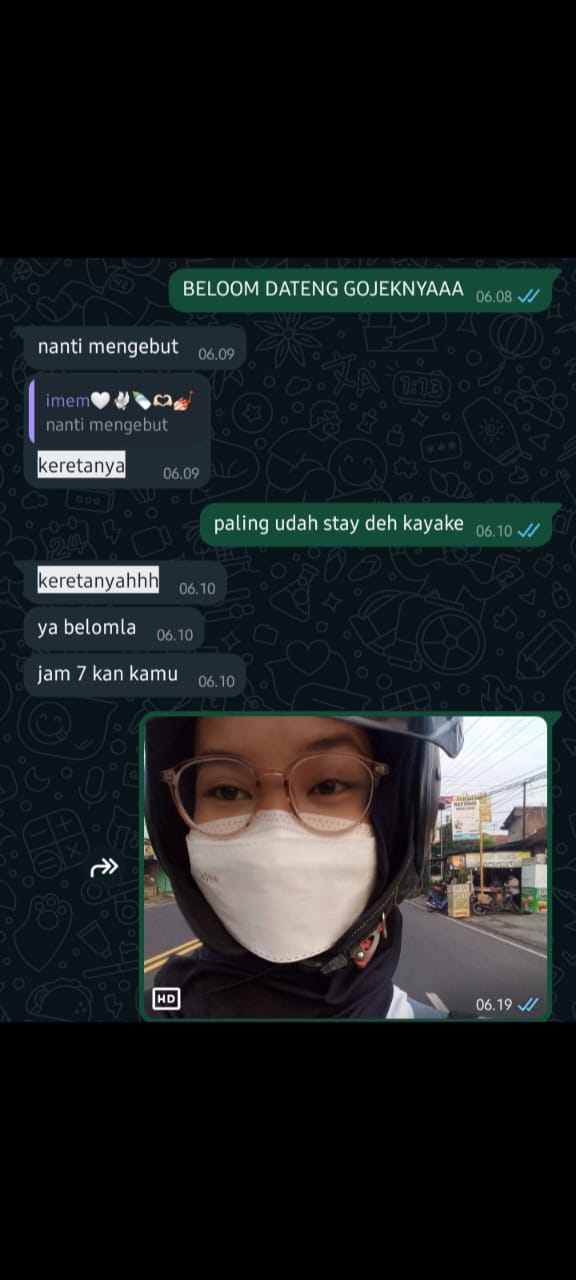 BELOOM DATENG GOJEKNYAAA 06.08
nanti mengebut 06.09
imem🤍🕊️🍼🫶🏻💅🏻
nanti mengebut
keretanya 06.09
paling udah stay deh kayake 06.10
keretanyahhh 06.10
ya belomla 06.10
jam 7 kan kamu 06.10
HD
06.19